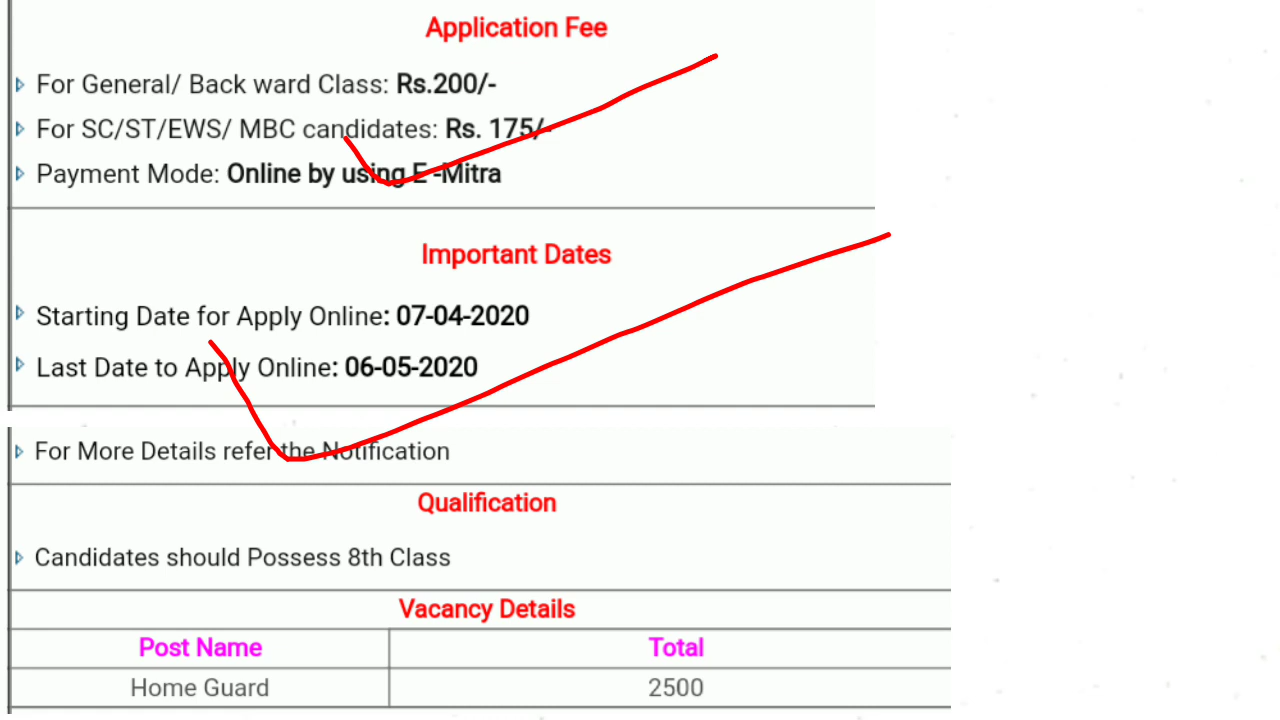 Application Fee
For General/ Back ward Class: Rs.200/-
For SC/ST/EWS/ MBC candidates: Rs. 175/-
Payment Mode: Online by using E -Mitra
Important Dates
Starting Date for Apply Online: 07-04-2020
Last Date to Apply Online: 06-05-2020
For More Details refer the Notification
Qualification
Candidates should Possess 8th Class
Vacancy Details
Post Name Total
Home Guard 2500